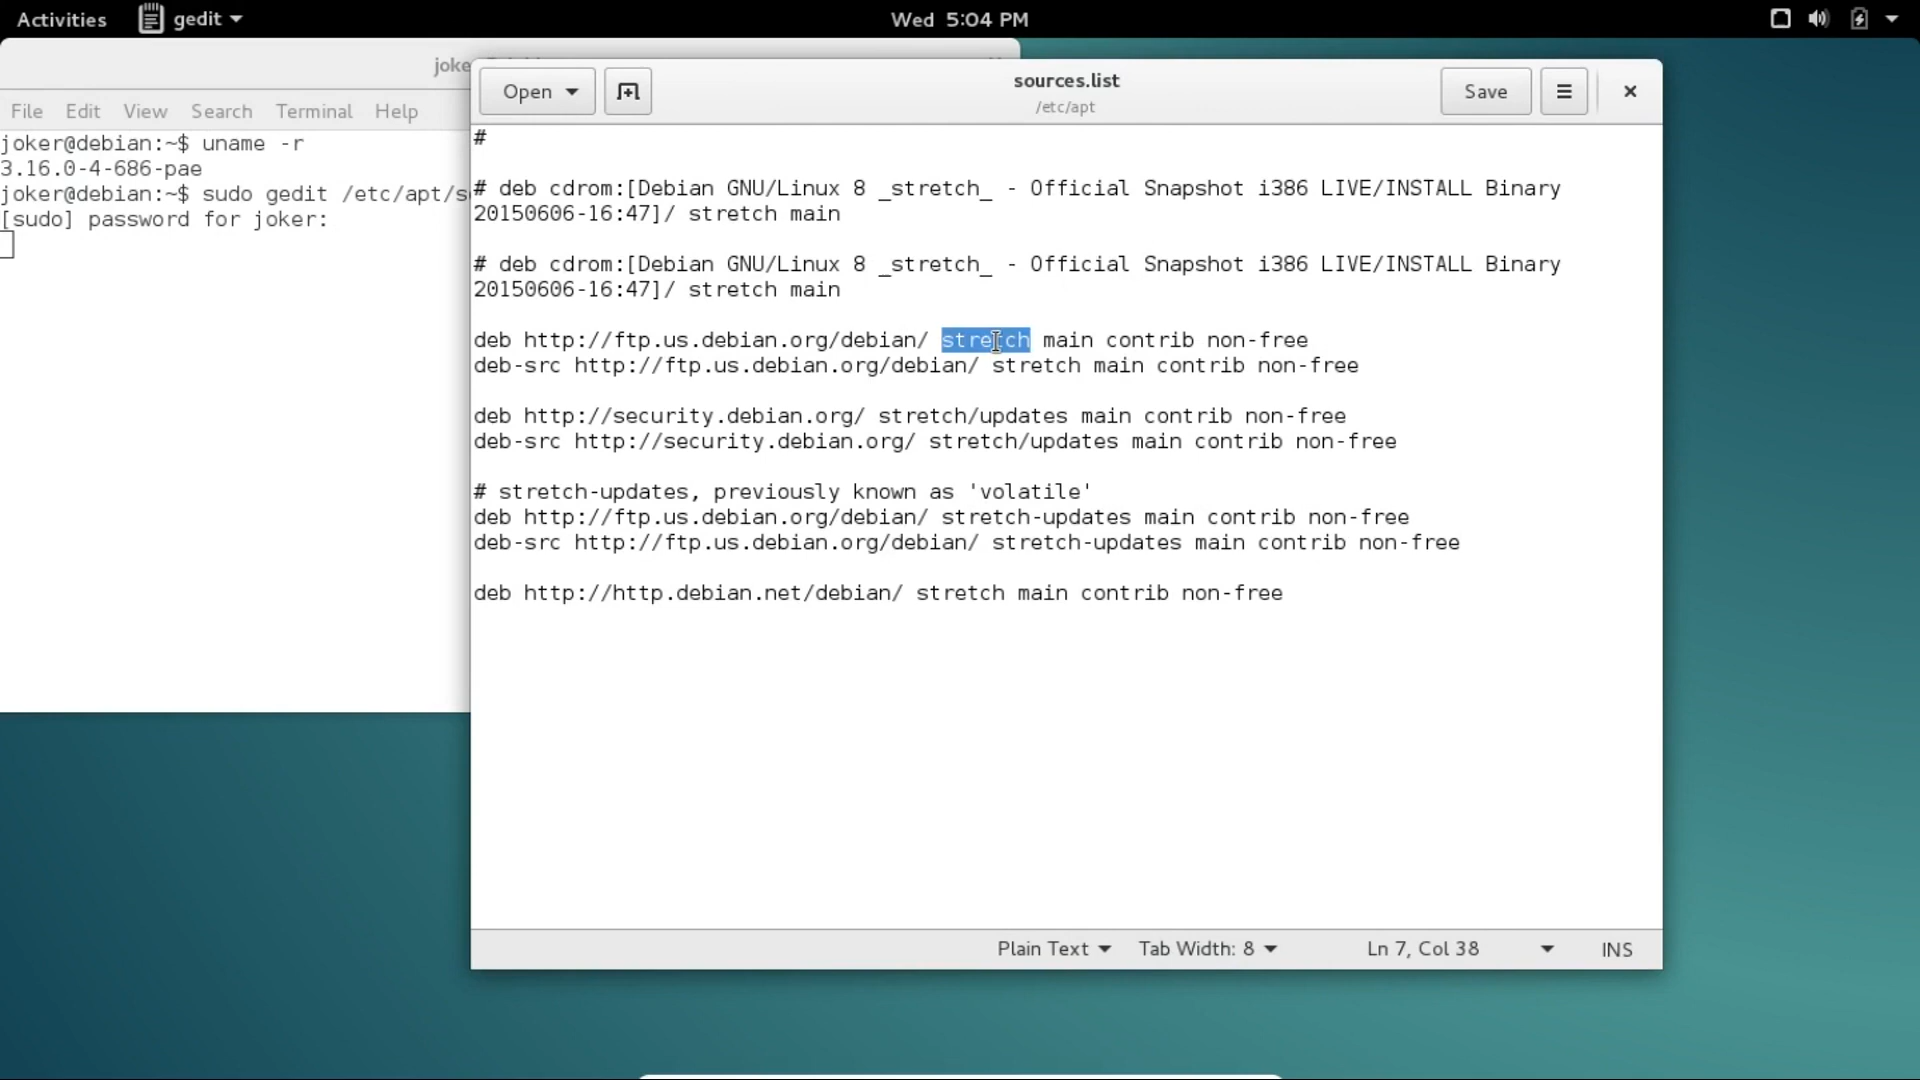 Activities gedit Wed 5:04 PM
joke
File Edit View Search Terminal Help
joker@debian:~$ uname -r
3.16.0-4-686-pae
joker@debian:~$ sudo gedit /etc/apt/s
[sudo] password for joker:
Open sources.list Save
/etc/apt
#
# deb cdrom:[Debian GNU/Linux 8 _stretch_ - Official Snapshot i386 LIVE/INSTALL Binary
20150606-16:47]/ stretch main
# deb cdrom:[Debian GNU/Linux 8 _stretch_ - Official Snapshot i386 LIVE/INSTALL Binary
20150606-16:47]/ stretch main
deb http://ftp.us.debian.org/debian/ stretch main contrib non-free
deb-src http://ftp.us.debian.org/debian/ stretch main contrib non-free
deb http://security.debian.org/ stretch/updates main contrib non-free
deb-src http://security.debian.org/ stretch/updates main contrib non-free
# stretch-updates, previously known as 'volatile'
deb http://ftp.us.debian.org/debian/ stretch-updates main contrib non-free
deb-src http://ftp.us.debian.org/debian/ stretch-updates main contrib non-free
deb http://http.debian.net/debian/ stretch main contrib non-free
Plain Text Tab Width: 8 Ln 7, Col 38 INS